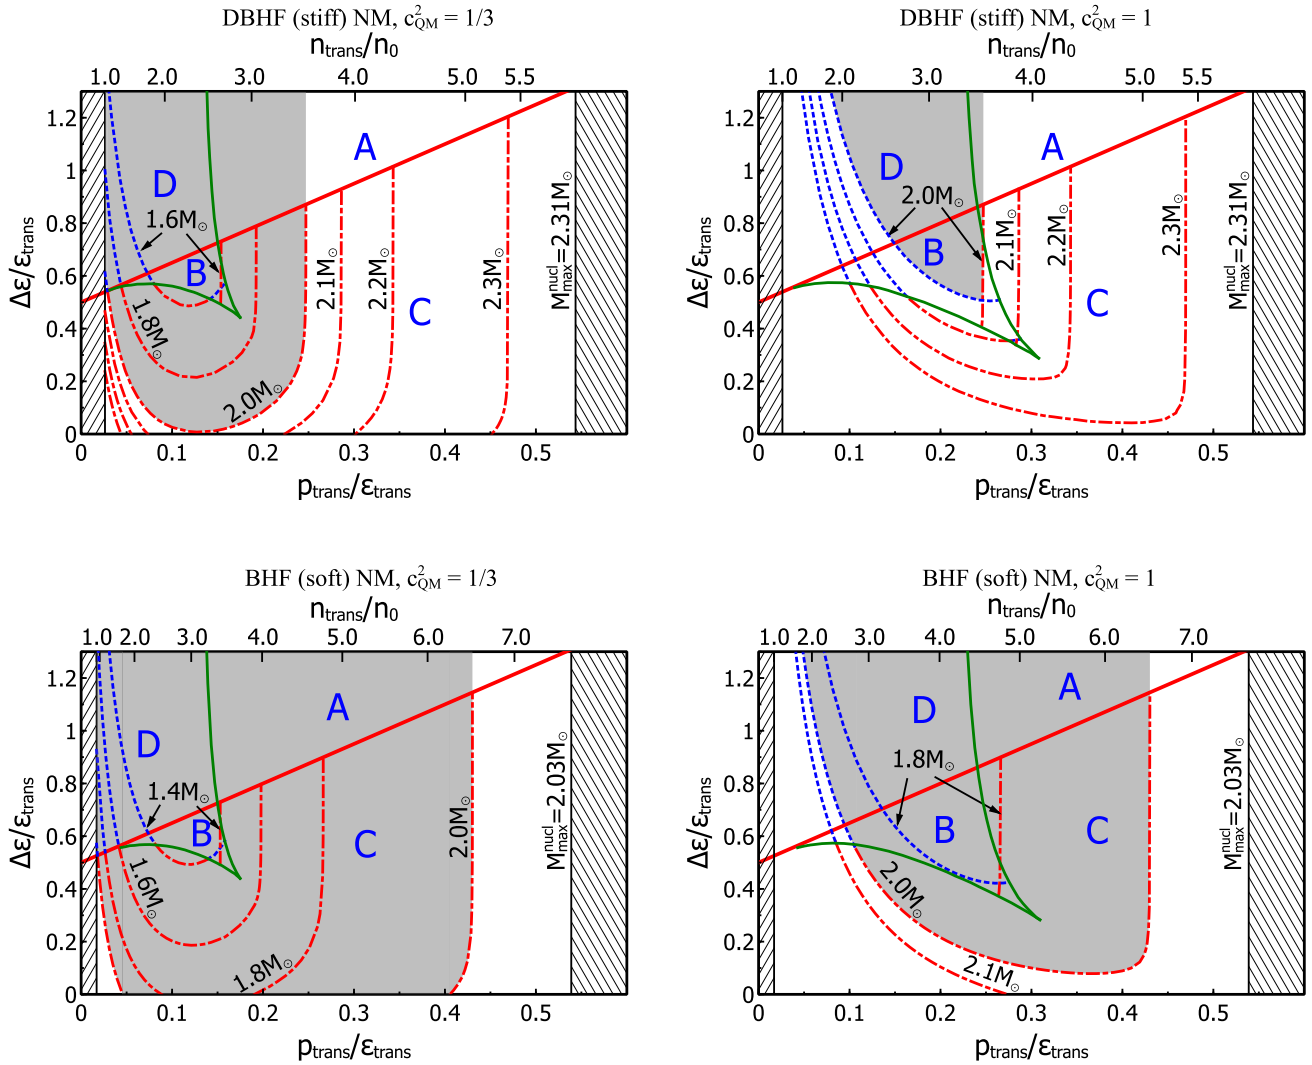 DBHF (stiff) NM, c²QM = 1/3
ntrans/n0
1.0 2.0 3.0 4.0 5.0 5.5
Δε/εtrans
1.2
1
0.8
0.6
0.4
0.2
0
A
D
B
C
1.6M⊙
1.8M⊙
2.0M⊙
2.1M⊙
2.2M⊙
2.3M⊙
Mnuclmax=2.31M⊙
0 0.1 0.2 0.3 0.4 0.5
ptrans/εtrans
DBHF (stiff) NM, c²QM = 1
ntrans/n0
1.0 2.0 3.0 4.0 5.0 5.5
Δε/εtrans
1.2
1
0.8
0.6
0.4
0.2
0
A
D
B
C
2.0M⊙
2.1M⊙
2.2M⊙
2.3M⊙
Mnuclmax=2.31M⊙
0 0.1 0.2 0.3 0.4 0.5
ptrans/εtrans
BHF (soft) NM, c²QM = 1/3
ntrans/n0
1.0 2.0 3.0 4.0 5.0 6.0 7.0
Δε/εtrans
1.2
1
0.8
0.6
0.4
0.2
0
A
D
B
C
1.4M⊙
1.6M⊙
1.8M⊙
2.0M⊙
Mnuclmax=2.03M⊙
0 0.1 0.2 0.3 0.4 0.5
ptrans/εtrans
BHF (soft) NM, c²QM = 1
ntrans/n0
1.0 2.0 3.0 4.0 5.0 6.0 7.0
Δε/εtrans
1.2
1
0.8
0.6
0.4
0.2
0
A
D
B
C
1.8M⊙
2.0M⊙
2.1M⊙
Mnuclmax=2.03M⊙
0 0.1 0.2 0.3 0.4 0.5
ptrans/εtrans